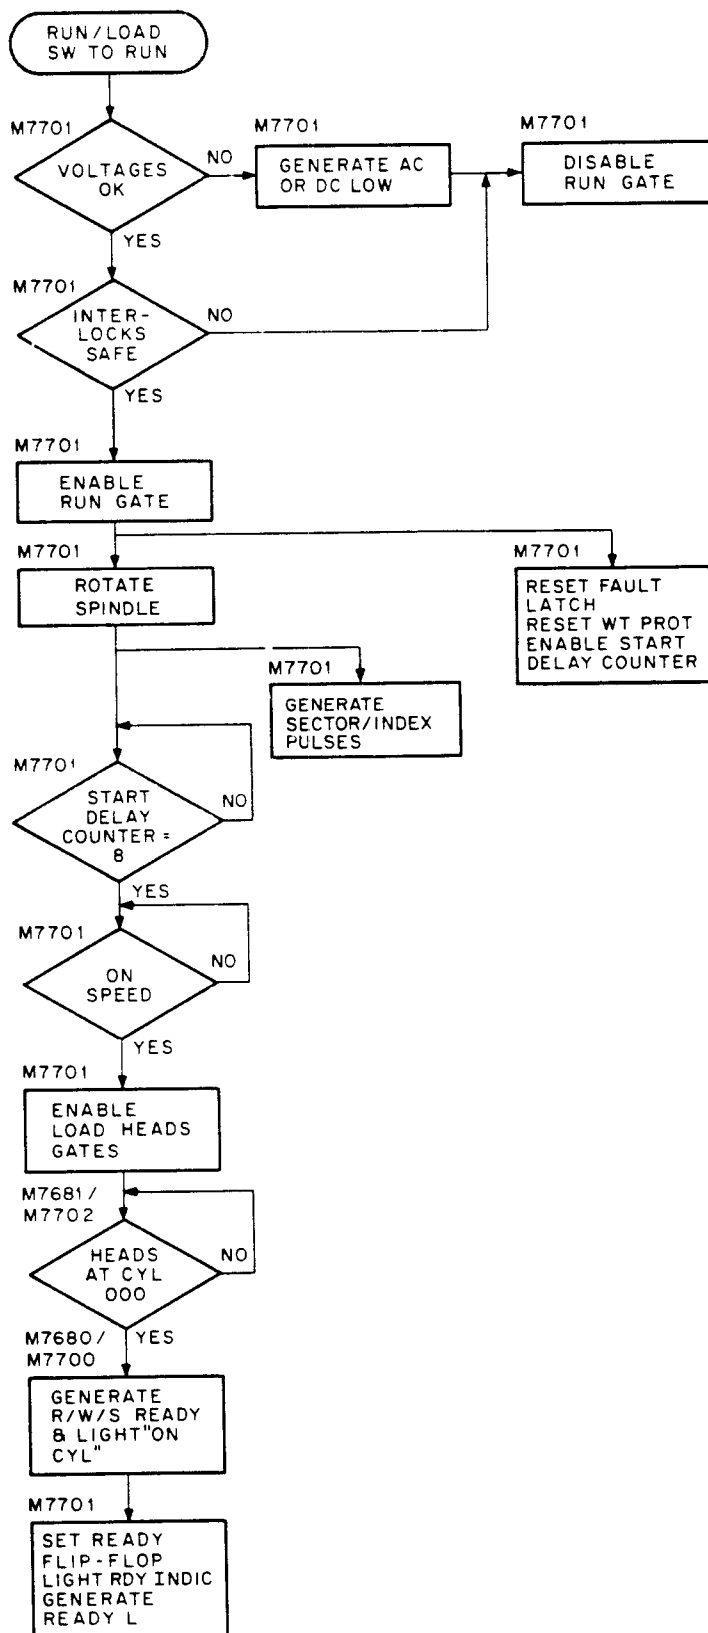 RUN/LOAD
SW TO RUN
M7701
VOLTAGES
OK
NO
YES
M7701
GENERATE AC
OR DC LOW
M7701
DISABLE
RUN GATE
M7701
INTER-
LOCKS
SAFE
NO
YES
M7701
ENABLE
RUN GATE
M7701
ROTATE
SPINDLE
M7701
RESET FAULT
LATCH
RESET WT PROT
ENABLE START
DELAY COUNTER
M7701
GENERATE
SECTOR/INDEX
PULSES
M7701
START
DELAY
COUNTER =
8
NO
YES
M7701
ON
SPEED
NO
YES
M7701
ENABLE
LOAD HEADS
GATES
M7681/
M7702
HEADS
AT CYL
000
NO
YES
M7680/
M7700
GENERATE
R/W/S READY
& LIGHT "ON
CYL"
M7701
SET READY
FLIP-FLOP
LIGHT RDY INDIC
GENERATE
READY L